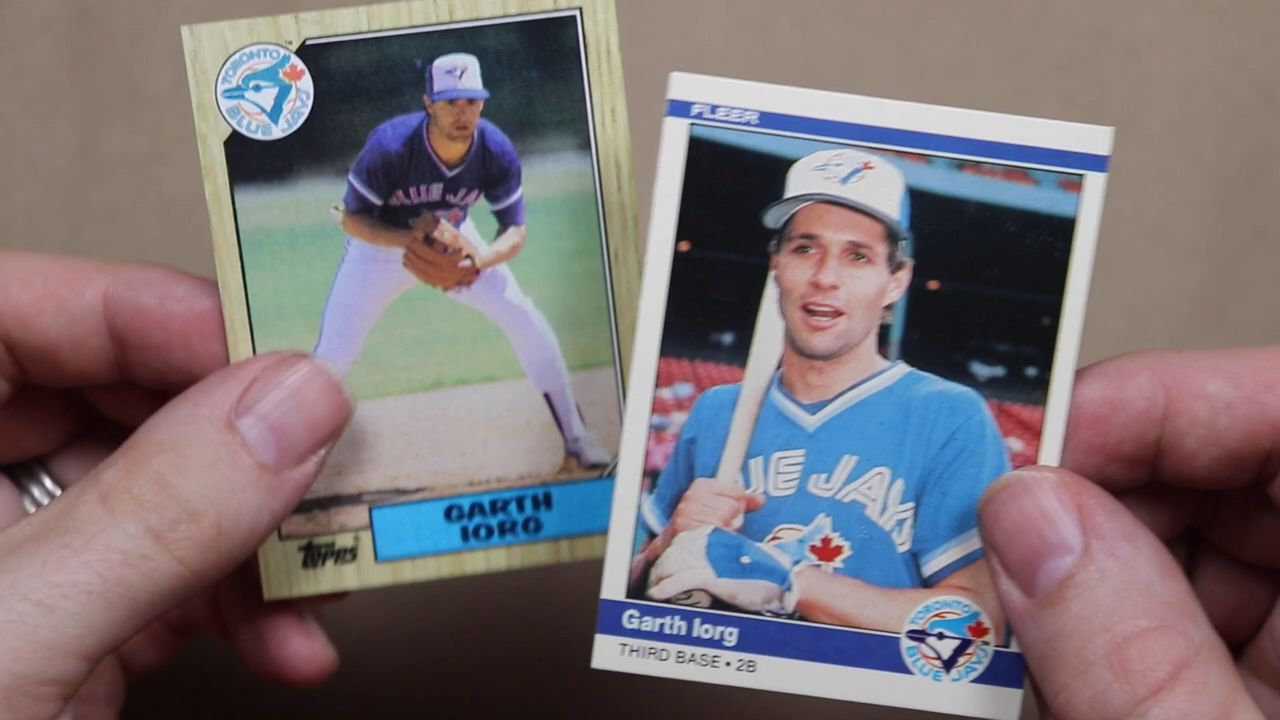 TORONTO
BLUE JAYS
BLUE JAY
GARTH
IORG
Topps
FLEER
UE JAYS
Garth Iorg
THIRD BASE • 2B
TORONTO
BLUE JAYS